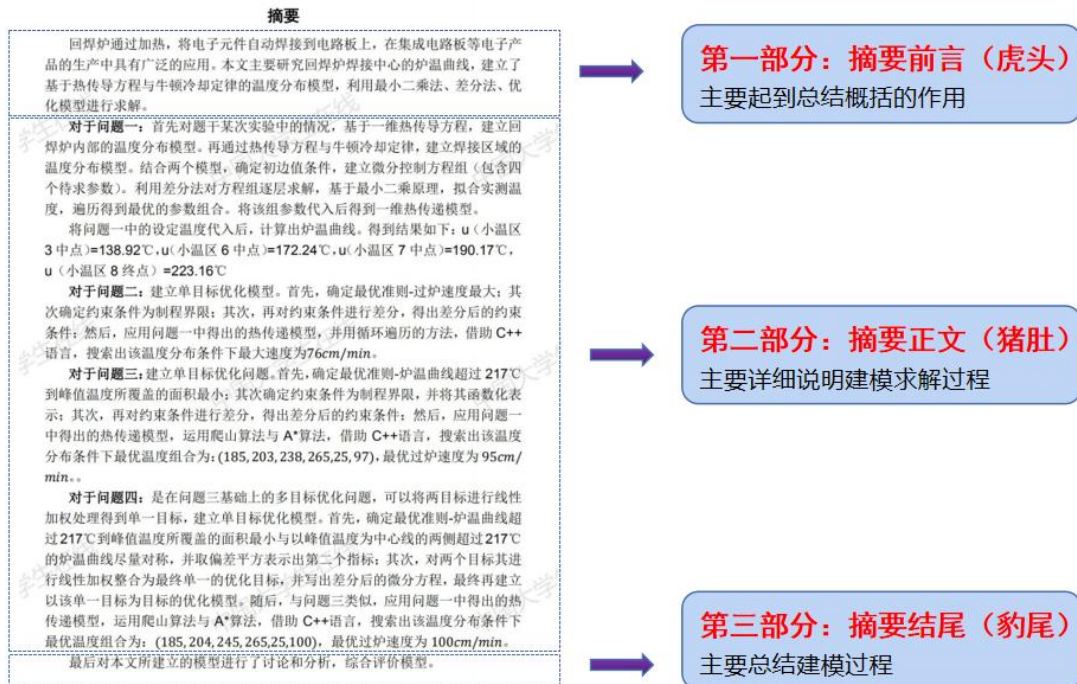 摘要
回焊炉通过加热，将电子元件自动焊接到电路板上，在集成电路板等电子产
品的生产中具有广泛的应用。本文主要研究回焊炉焊接中心的炉温曲线，建立了
基于热传导方程与牛顿冷却定律的温度分布模型，利用最小二乘法、差分法、优
化模型进行求解。
对于问题一：首先对题干某次实验中的情况，基于一维热传导方程，建立回
焊炉内部的温度分布模型。再通过热传导方程与牛顿冷却定律，建立焊接区域的
温度分布模型。结合两个模型，确定初边值条件，建立微分控制方程组（包含四
个待求参数）。利用差分法对方程组逐层求解，基于最小二乘原理，拟合实测温
度，遍历得到最优的参数组合。将该组参数代入后得到一维热传递模型。
将问题一中的设定温度代入后，计算出炉温曲线。得到结果如下：u（小温区
3 中点)=138.92℃，u(小温区 6 中点)=172.24℃，u(小温区 7 中点)=190.17℃，
u（小温区 8 终点）=223.16℃
对于问题二：建立单目标优化模型。首先，确定最优准则-过炉速度最大；其
次确定约束条件为制程界限；其次，再对约束条件进行差分，得出差分后的约束
条件；然后，应用问题一中得出的热传递模型，并用循环遍历的方法，借助 C++
语言，搜索出该温度分布条件下最大速度为76cm/min。
对于问题三：建立单目标优化问题。首先，确定最优准则-炉温曲线超过 217℃
到峰值温度所覆盖的面积最小；其次确定约束条件为制程界限，并将其函数化表
示；其次，再对约束条件进行差分，得出差分后的约束条件；然后，应用问题一
中得出的热传递模型，运用爬山算法与 A*算法，借助 C++语言，搜索出该温度
分布条件下最优温度组合为：(185,203,238,265,25,97)，最优过炉速度为 95cm/
min。。
对于问题四：是在问题三基础上的多目标优化问题，可以将两目标进行线性
加权处理得到单一目标，建立单目标优化模型。首先，确定最优准则-炉温曲线超
过217℃到峰值温度所覆盖的面积最小与以峰值温度为中心线的两侧超过217℃
的炉温曲线尽量对称，并取偏差平方表示出第二个指标；其次，对两个目标其进
行线性加权整合为最终单一的优化目标，并写出差分后的微分方程，最终再建立
以该单一目标为目标的优化模型。随后，与问题三类似，应用问题一中得出的热
传递模型，运用爬山算法与 A*算法，借助 C++语言，搜索出该温度分布条件下
最优温度组合为：(185,204,245,265,25,100)，最优过炉速度为 100cm/min。
最后对本文所建立的模型进行了讨论和分析，综合评价模型。
第一部分：摘要前言（虎头）
主要起到总结概括的作用
第二部分：摘要正文（猪肚）
主要详细说明建模求解过程
第三部分：摘要结尾（豹尾）
主要总结建模过程